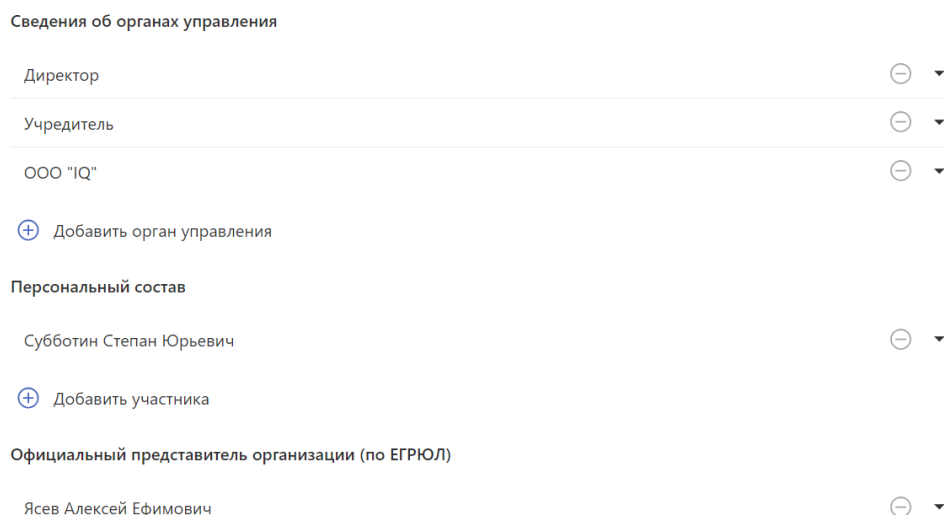 Сведения об органах управления
Директор
Учредитель
ООО "IQ"
Добавить орган управления
Персональный состав
Субботин Степан Юрьевич
Добавить участника
Официальный представитель организации (по ЕГРЮЛ)
Ясев Алексей Ефимович